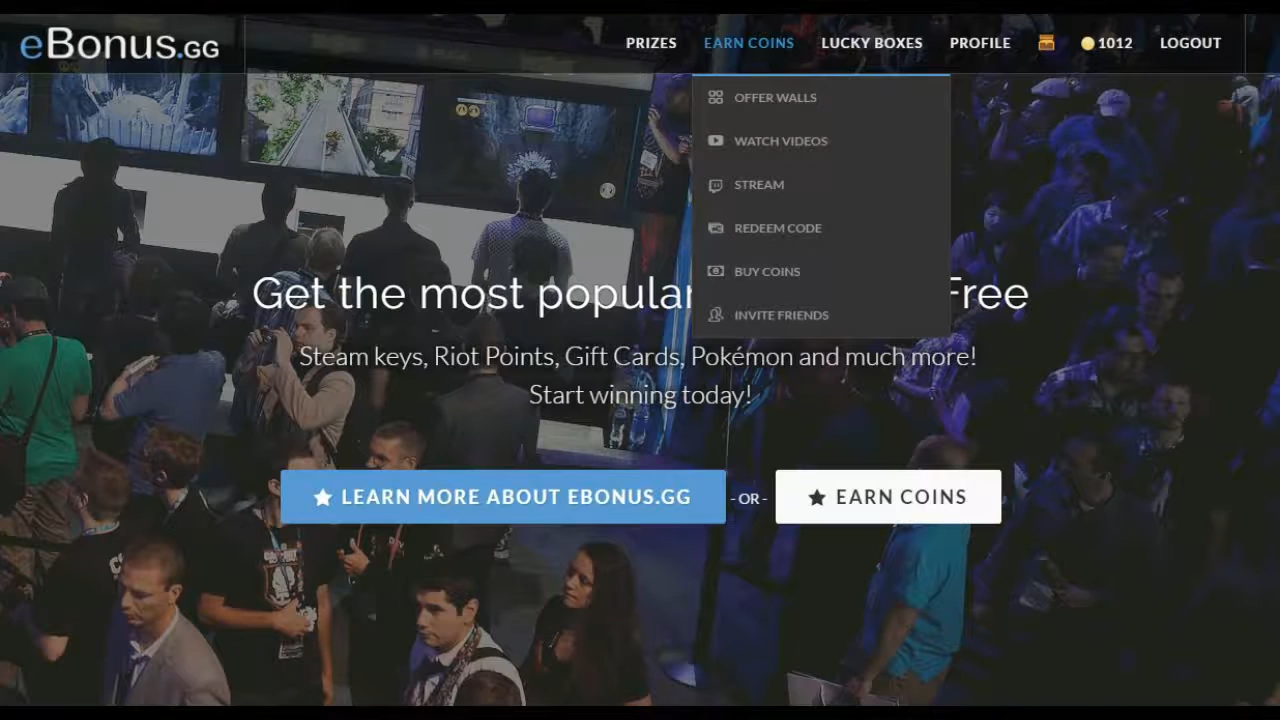 eBonus.GG
PRIZES EARN COINS LUCKY BOXES PROFILE 1012 LOGOUT
OFFER WALLS
WATCH VIDEOS
STREAM
REDEEM CODE
BUY COINS
INVITE FRIENDS
Get the most popular Free
Steam keys, Riot Points, Gift Cards, Pokémon and much more!
Start winning today!
LEARN MORE ABOUT EBONUS.GG - OR - EARN COINS